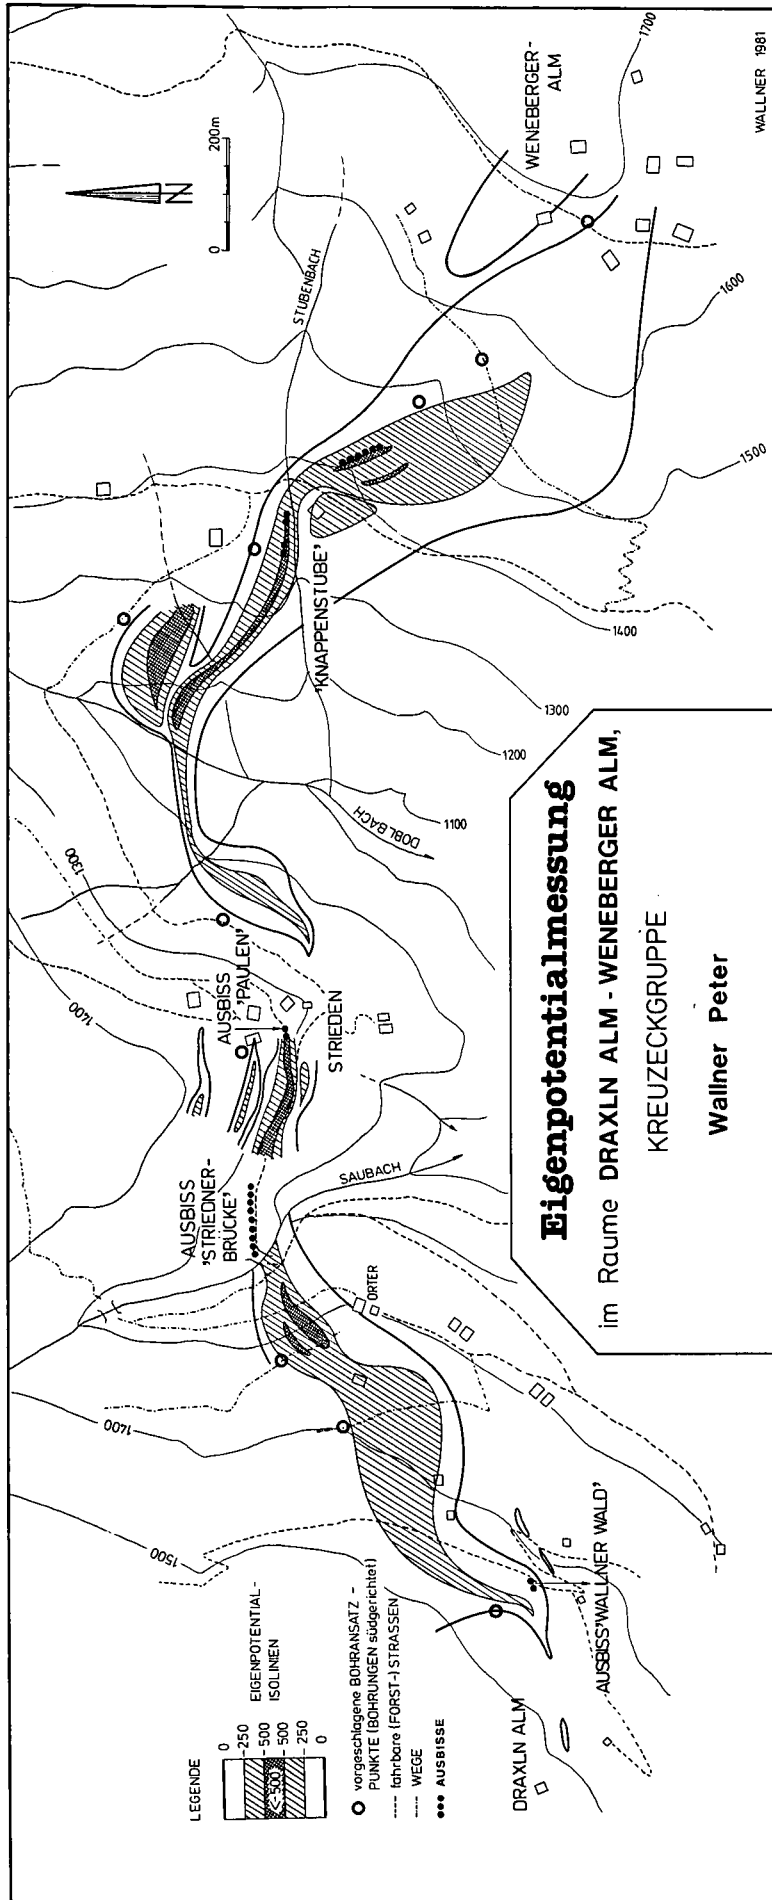 LEGENDE
0
-250
-500
<-500
-500
-250
0
EIGENPOTENTIAL-
ISOLINIEN
vorgeschlagene BOHRANSATZ-
PUNKTE (BOHRUNGEN südgerichtet)
fahrbare (FORST-) STRASSEN
WEGE
AUSBISSE
DRAXLN ALM
AUSBISS 'WALLNER WALD'
1500
1400
ORTER
SAUBACH
AUSBISS
'STRIEDNER-
BRÜCKE'
AUSBISS
'PAULEN'
STRIEDEN
1400
1300
DOBLBACH
1100
1200
1300
1400
'KNAPPENSTUBE'
STUBENBACH
1500
1600
1700
WENEBERGER-
ALM
N
0 200m
Eigenpotentialmessung
im Raume DRAXLN ALM - WENEBERGER ALM,
KREUZECKGRUPPE
Wallner Peter
WALLNER 1981